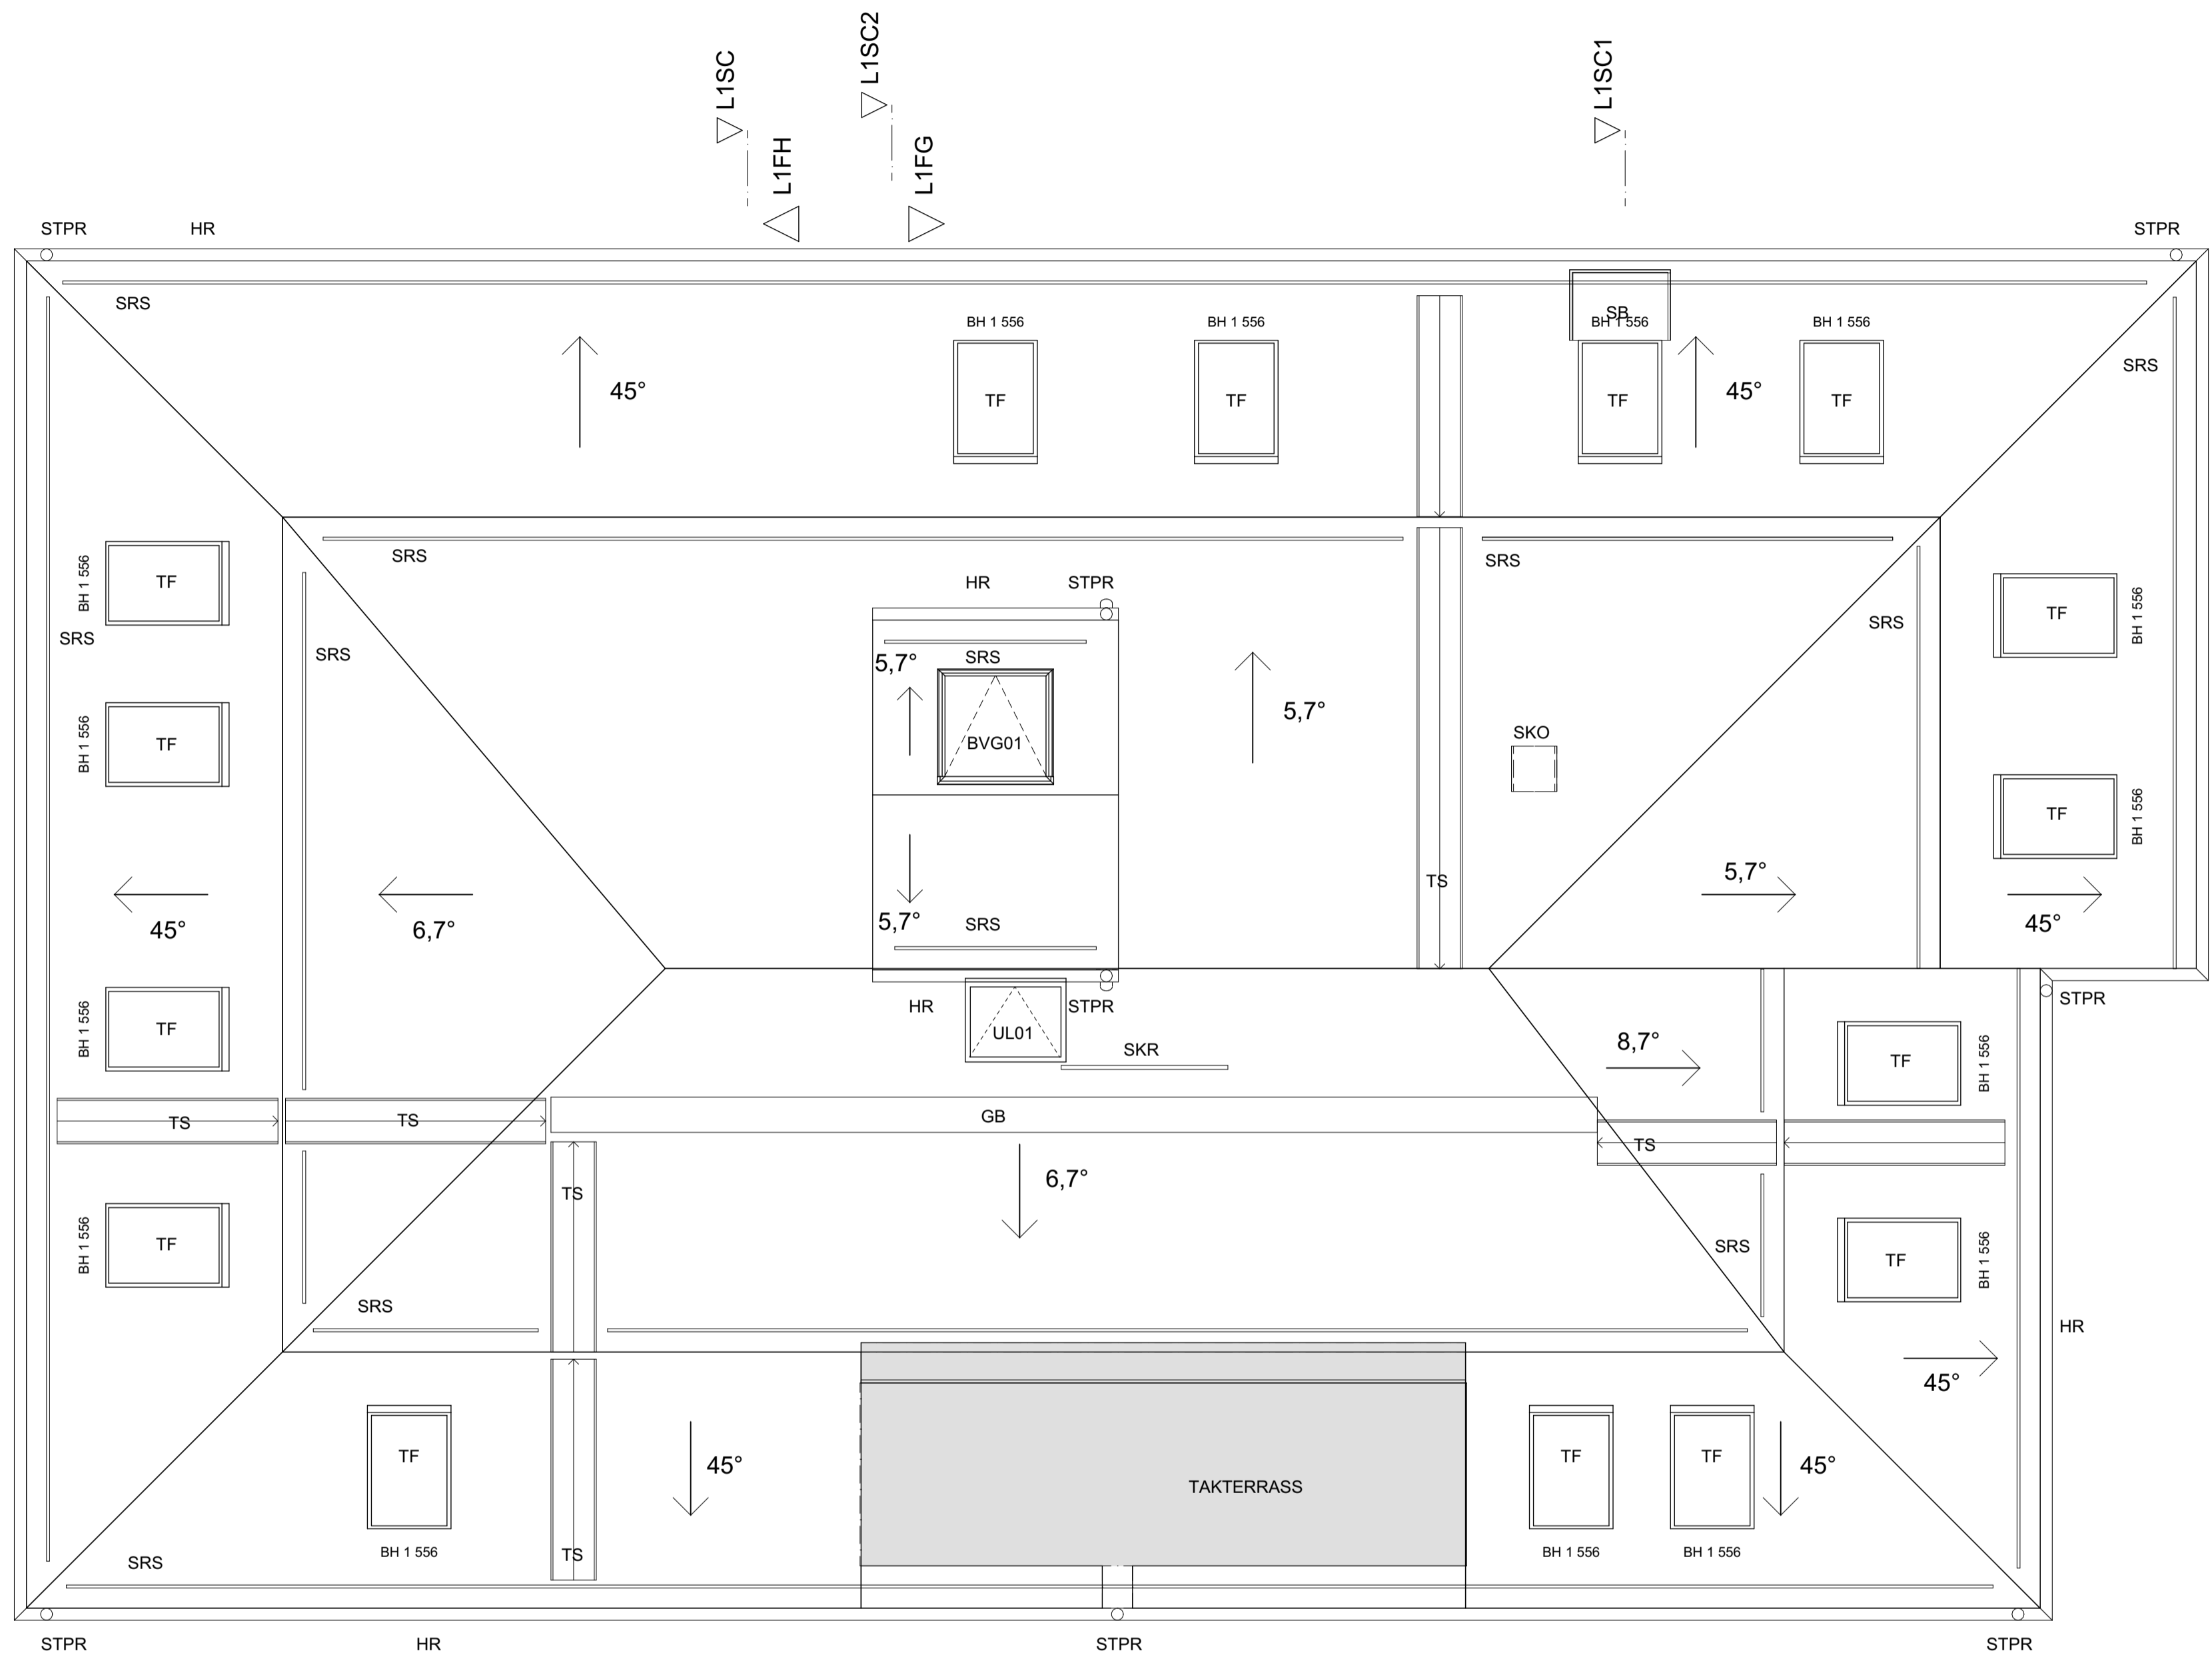 L1SC
L1SC2
L1SC1
L1FH
L1FG
STPR
HR
STPR
SRS
BH 1 556
BH 1 556
SB
BH 1 556
BH 1 556
SRS
45°
TF
TF
TF
45°
TF
SRS
SRS
BH 1 556
TF
HR
STPR
TF
BH 1 556
SRS
SRS
SRS
5,7°
SRS
SRS
BH 1 556
TF
BVG01
5,7°
SKO
TF
BH 1 556
TS
5,7°
45°
6,7°
5,7°
SRS
45°
BH 1 556
TF
HR
UL01
STPR
SKR
8,7°
STPR
TF
BH 1 556
TS
TS
GB
TS
6,7°
TS
BH 1 556
TF
SRS
TF
BH 1 556
SRS
HR
45°
TF
45°
TAKTERRASS
TF
TF
45°
BH 1 556
TS
BH 1 556
BH 1 556
SRS
STPR
HR
STPR
STPR